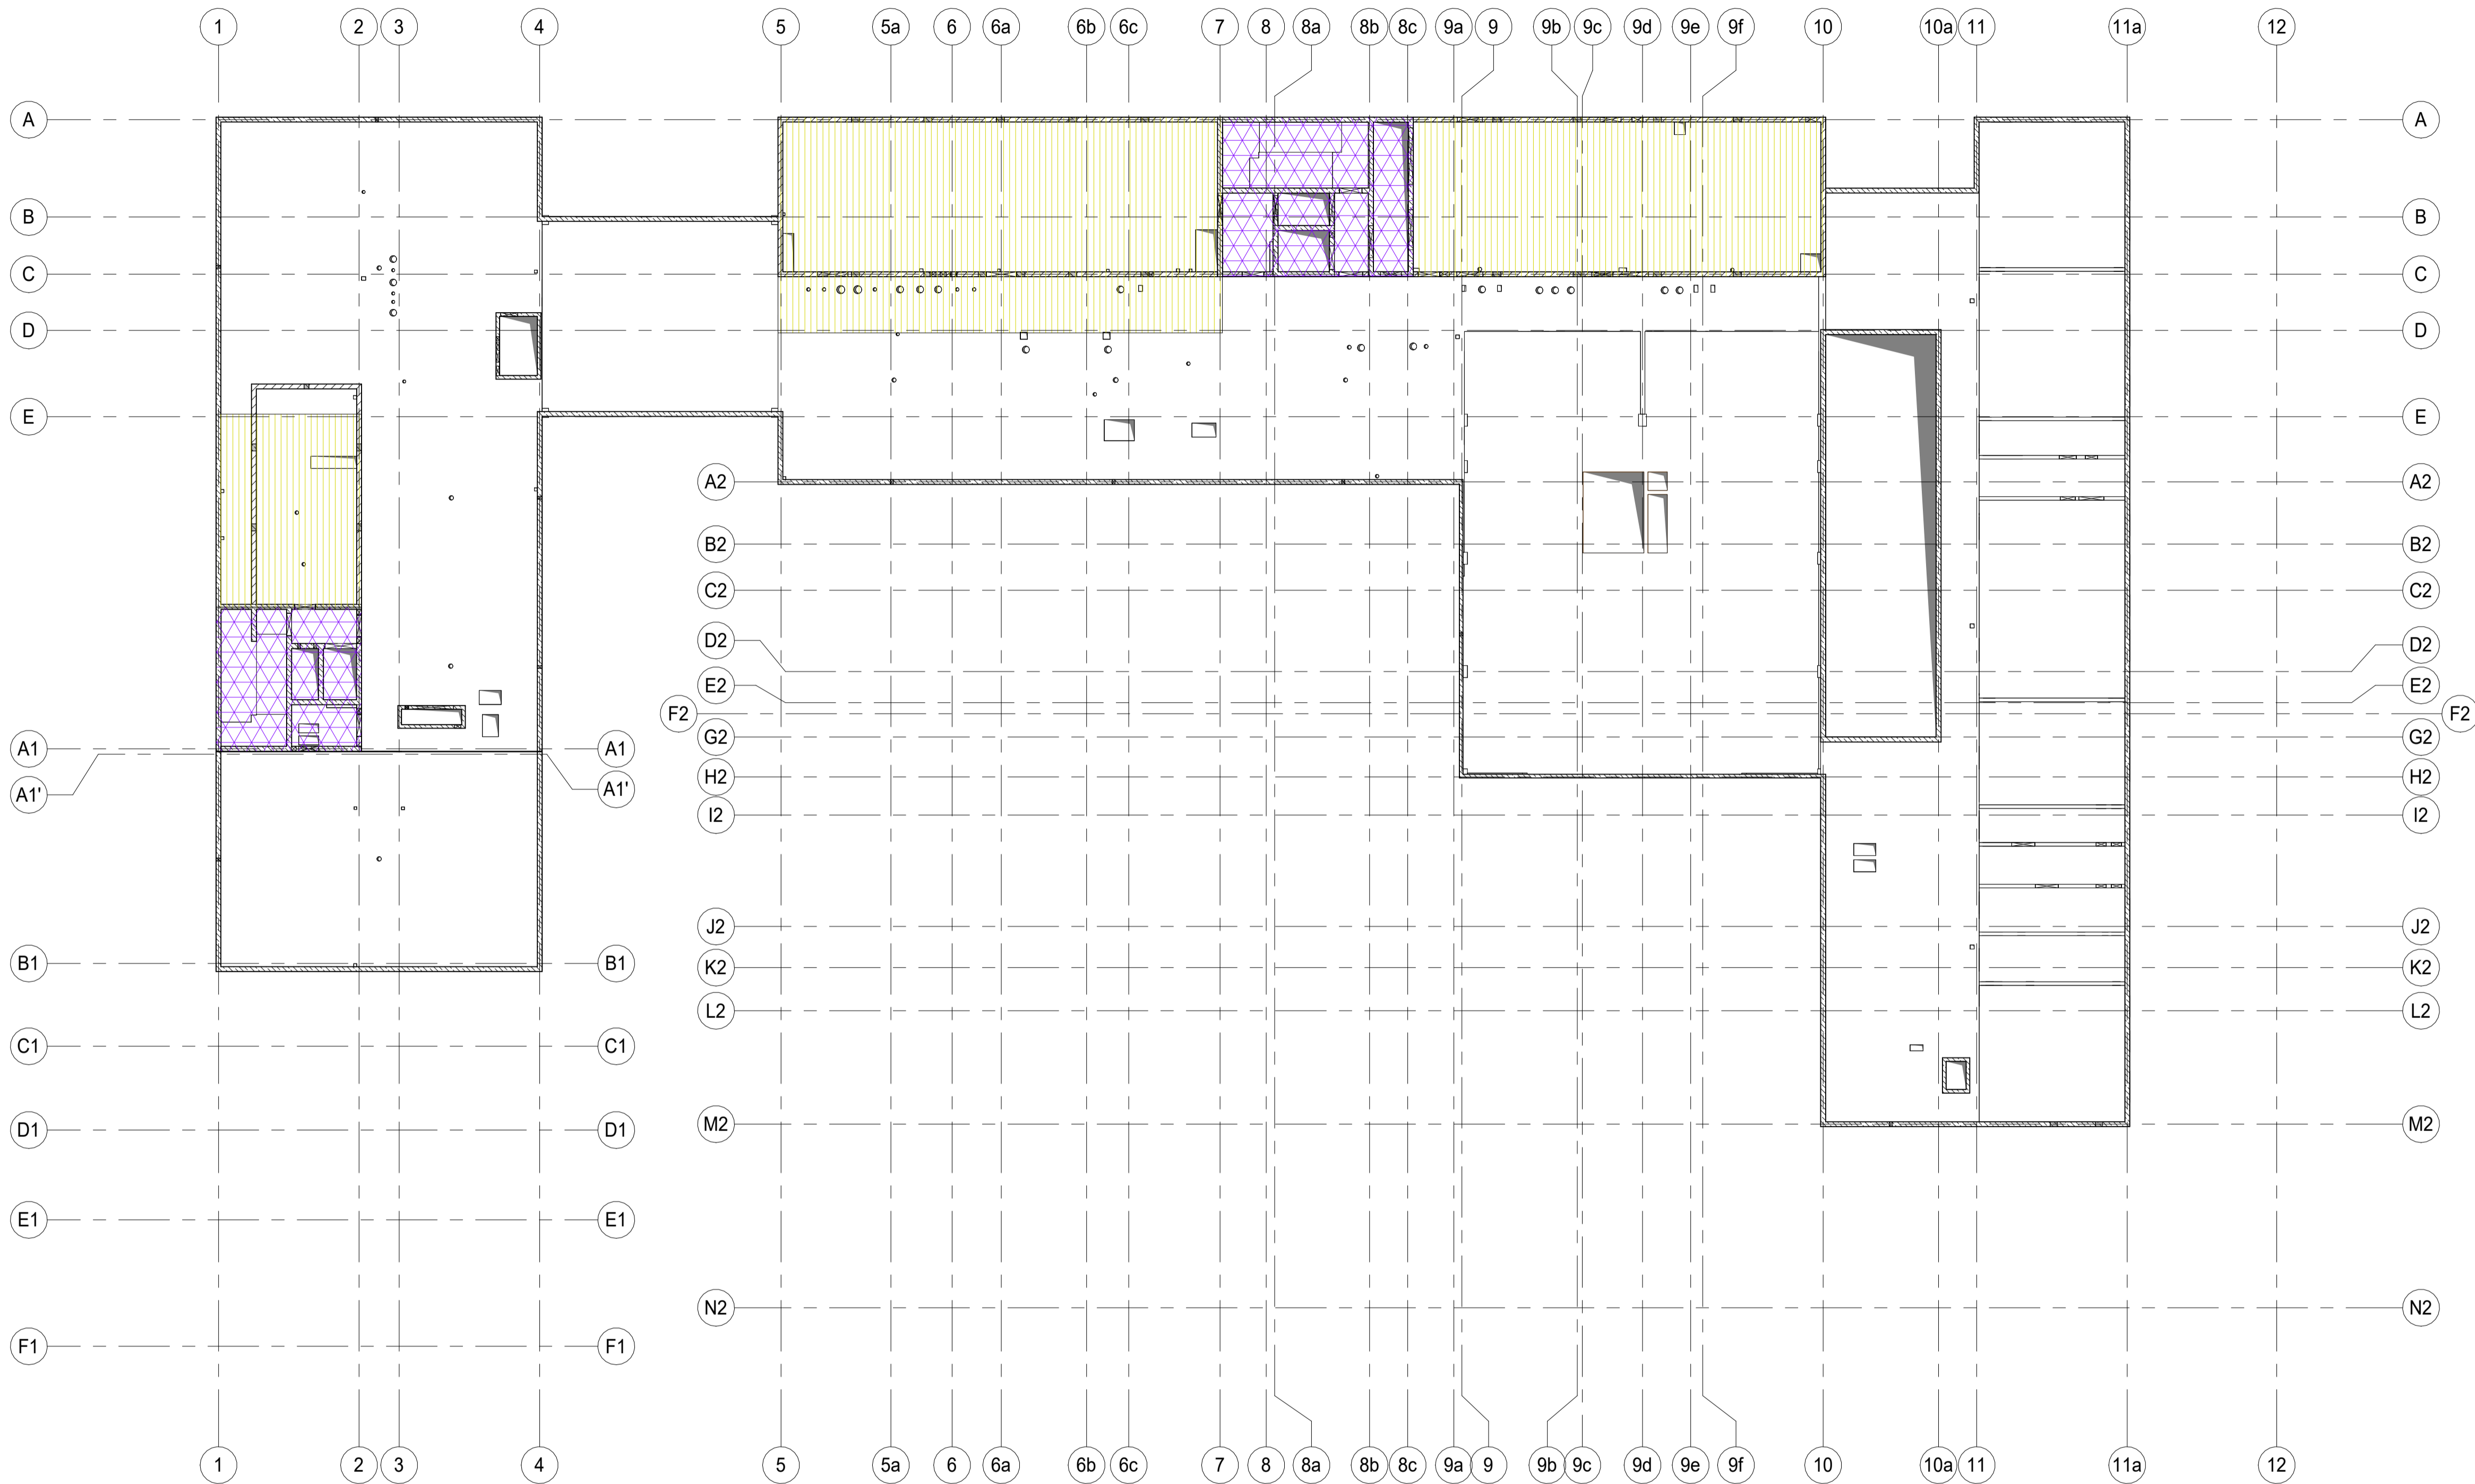 1 2 3 4 5 5a 6 6a 6b 6c 7 8 8a 8b 8c 9a 9 9b 9c 9d 9e 9f 10 10a 11 11a 12
A A
B B
C C
D D
E E
A2 A2
B2 B2
C2 C2
D2 D2
E2 E2
F2 F2
G2 G2
A1 A1
H2 H2
A1' A1'
I2 I2
J2 J2
B1 B1
K2 K2
L2 L2
C1 C1
M2 M2
D1 D1
E1 E1
N2 N2
F1 F1
1 2 3 4 5 5a 6 6a 6b 6c 7 8 8a 8b 8c 9a 9 9b 9c 9d 9e 9f 10 10a 11 11a 12